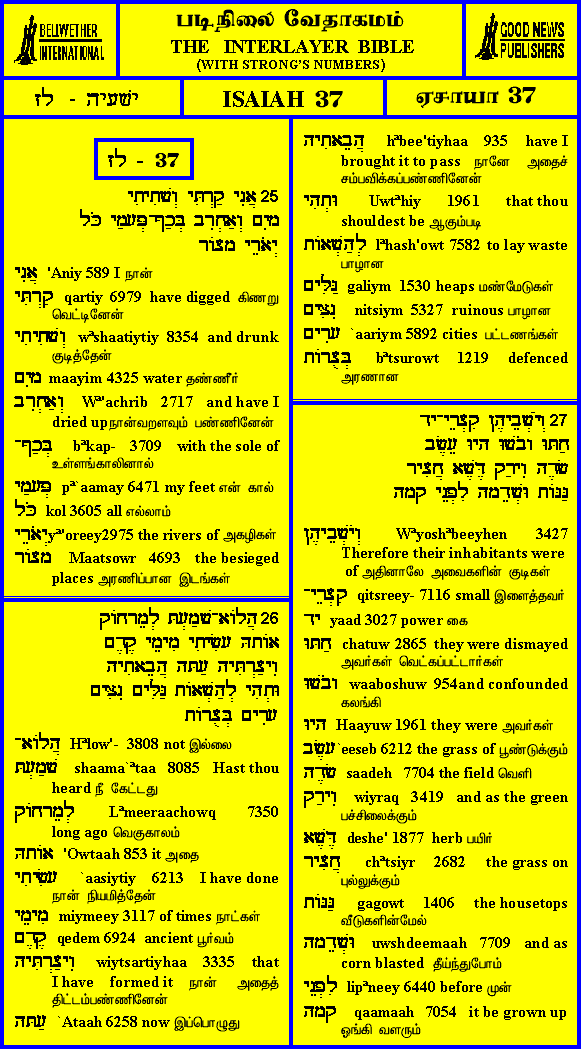 BELLWETHER
INTERNATIONAL
படிநிலை வேதாகமம்
THE INTERLAYER BIBLE
(WITH STRONG'S NUMBERS)
GOOD NEWS
PUBLISHERS
ישעיה - לז
ISAIAH 37
ஏசாயா 37
לז - 37
25 אֲנִי קַרְתִּי וְשָׁתִיתִי
מַיִם וְאַחְרִב בְּכַף־פְּעָמַי כֹּל
יְאֹרֵי מָצוֹר
אֲנִי 'Aniy 589 I நான்
קַרְתִּי qartiy 6979 have digged கிணறு
வெட்டினேன்
וְשָׁתִיתִי wªshaatiytiy 8354 and drunk
குடித்தேன்
מַיִם maayim 4325 water தண்ணீர்
וְאַחְרִב Wª'achrib 2717 and have I
dried up நான்வறளவும் பண்ணினேன்
בְּכַף־ bªkap- 3709 with the sole of
உள்ளங்காலினால்
פְּעָמַי pª`aamay 6471 my feet என் கால்
כֹּל kol 3605 all எல்லாம்
יְאֹרֵי yª'oreey2975 the rivers of அகழிகள்
מָצוֹר Maatsowr 4693 the besieged
places அரணிப்பான இடங்கள்
26 הֲלוֹא־שָׁמַעְתָּ לְמֵרָחוֹק
אוֹתָהּ עָשִׂיתִי מִימֵי קֶדֶם
וִיצַרְתִּיהָ עַתָּה הֲבֵאתִיהָ
וּתְהִי לְהַשְׁאוֹת גַּלִּים נִצִּים
עָרִים בְּצֻרוֹת
הֲלוֹא־ Hªlow'- 3808 not இல்லை
שָׁמַעְתָּ shaama`ªtaa 8085 Hast thou
heard நீ கேட்டது
לְמֵרָחוֹק Lªmeeraachowq 7350
long ago வெகுகாலம்
אוֹתָהּ 'Owtaah 853 it அதை
עָשִׂיתִי `aasiytiy 6213 I have done
நான் நியமித்தேன்
מִימֵי miymeey 3117 of times நாட்கள்
קֶדֶם qedem 6924 ancient பூர்வம்
וִיצַרְתִּיהָ wiytsartiyhaa 3335 that
I have formed it நான் அதைத்
திட்டம்பண்ணினேன்
עַתָּה `Ataah 6258 now இப்பொழுது
הֲבֵאתִיהָ hªbee'tiyhaa 935 have I
brought it to pass நானே அதைச்
சம்பவிக்கப்பண்ணினேன்
וּתְהִי Uwtªhiy 1961 that thou
shouldest be ஆகும்படி
לְהַשְׁאוֹת lªhash'owt 7582 to lay waste
பாழான
גַּלִּים galiym 1530 heaps மண்மேடுகள்
נִצִּים nitsiym 5327 ruinous பாழான
עָרִים `aariym 5892 cities பட்டணங்கள்
בְּצֻרוֹת bªtsurowt 1219 defenced
அரணான
27 וְיֹשְׁבֵיהֶן קִצְרֵי־יָד
חַתּוּ וּבֹשׁוּ הָיוּ עֵשֶׂב
שָׂדֶה וִירַק דֶּשֶׁא חֲצִיר
גַּגּוֹת וּשְׁדֵמָה לִפְנֵי קָמָה
וְיֹשְׁבֵיהֶן Wªyoshªbeeyhen 3427
Therefore their inhabitants were
of அதினாலே அவைகளின் குடிகள்
קִצְרֵי־ qitsreey- 7116 small இளைத்தவர்
יָד yaad 3027 power கை
חַתּוּ chatuw 2865 they were dismayed
அவர்கள் வெட்கப்பட்டார்கள்
וּבֹשׁוּ waaboshuw 954and confounded
கலங்கி
הָיוּ Haayuw 1961 they were அவர்கள்
עֵשֶׂב `eeseb 6212 the grass of பூண்டுக்கும்
שָׂדֶה saadeh 7704 the field வெளி
וִירַק wiyraq 3419 and as the green
பச்சிலைக்கும்
דֶּשֶׁא deshe' 1877 herb பயிர்
חֲצִיר chªtsiyr 2682 the grass on
புல்லுக்கும்
גַּגּוֹת gagowt 1406 the housetops
வீடுகளின்மேல்
וּשְׁדֵמָה uwshdeemaah 7709 and as
corn blasted தீய்ந்துபோம்
לִפְנֵי lipªneey 6440 before முன்
קָמָה qaamaah 7054 it be grown up
ஓங்கி வளரும்